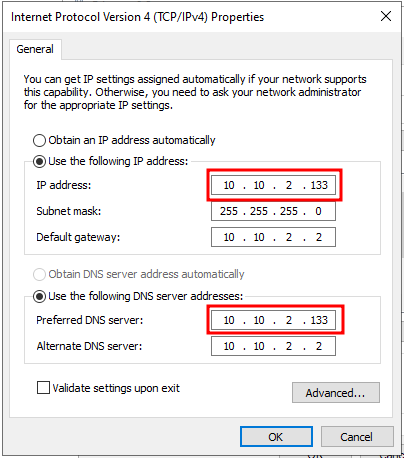 Internet Protocol Version 4 (TCP/IPv4) Properties
General
You can get IP settings assigned automatically if your network supports
this capability. Otherwise, you need to ask your network administrator
for the appropriate IP settings.
Obtain an IP address automatically
Use the following IP address:
IP address: 10 . 10 . 2 . 133
Subnet mask: 255 . 255 . 255 . 0
Default gateway: 10 . 10 . 2 . 2
Obtain DNS server address automatically
Use the following DNS server addresses:
Preferred DNS server: 10 . 10 . 2 . 133
Alternate DNS server: 10 . 10 . 2 . 2
Validate settings upon exit
Advanced...
OK Cancel